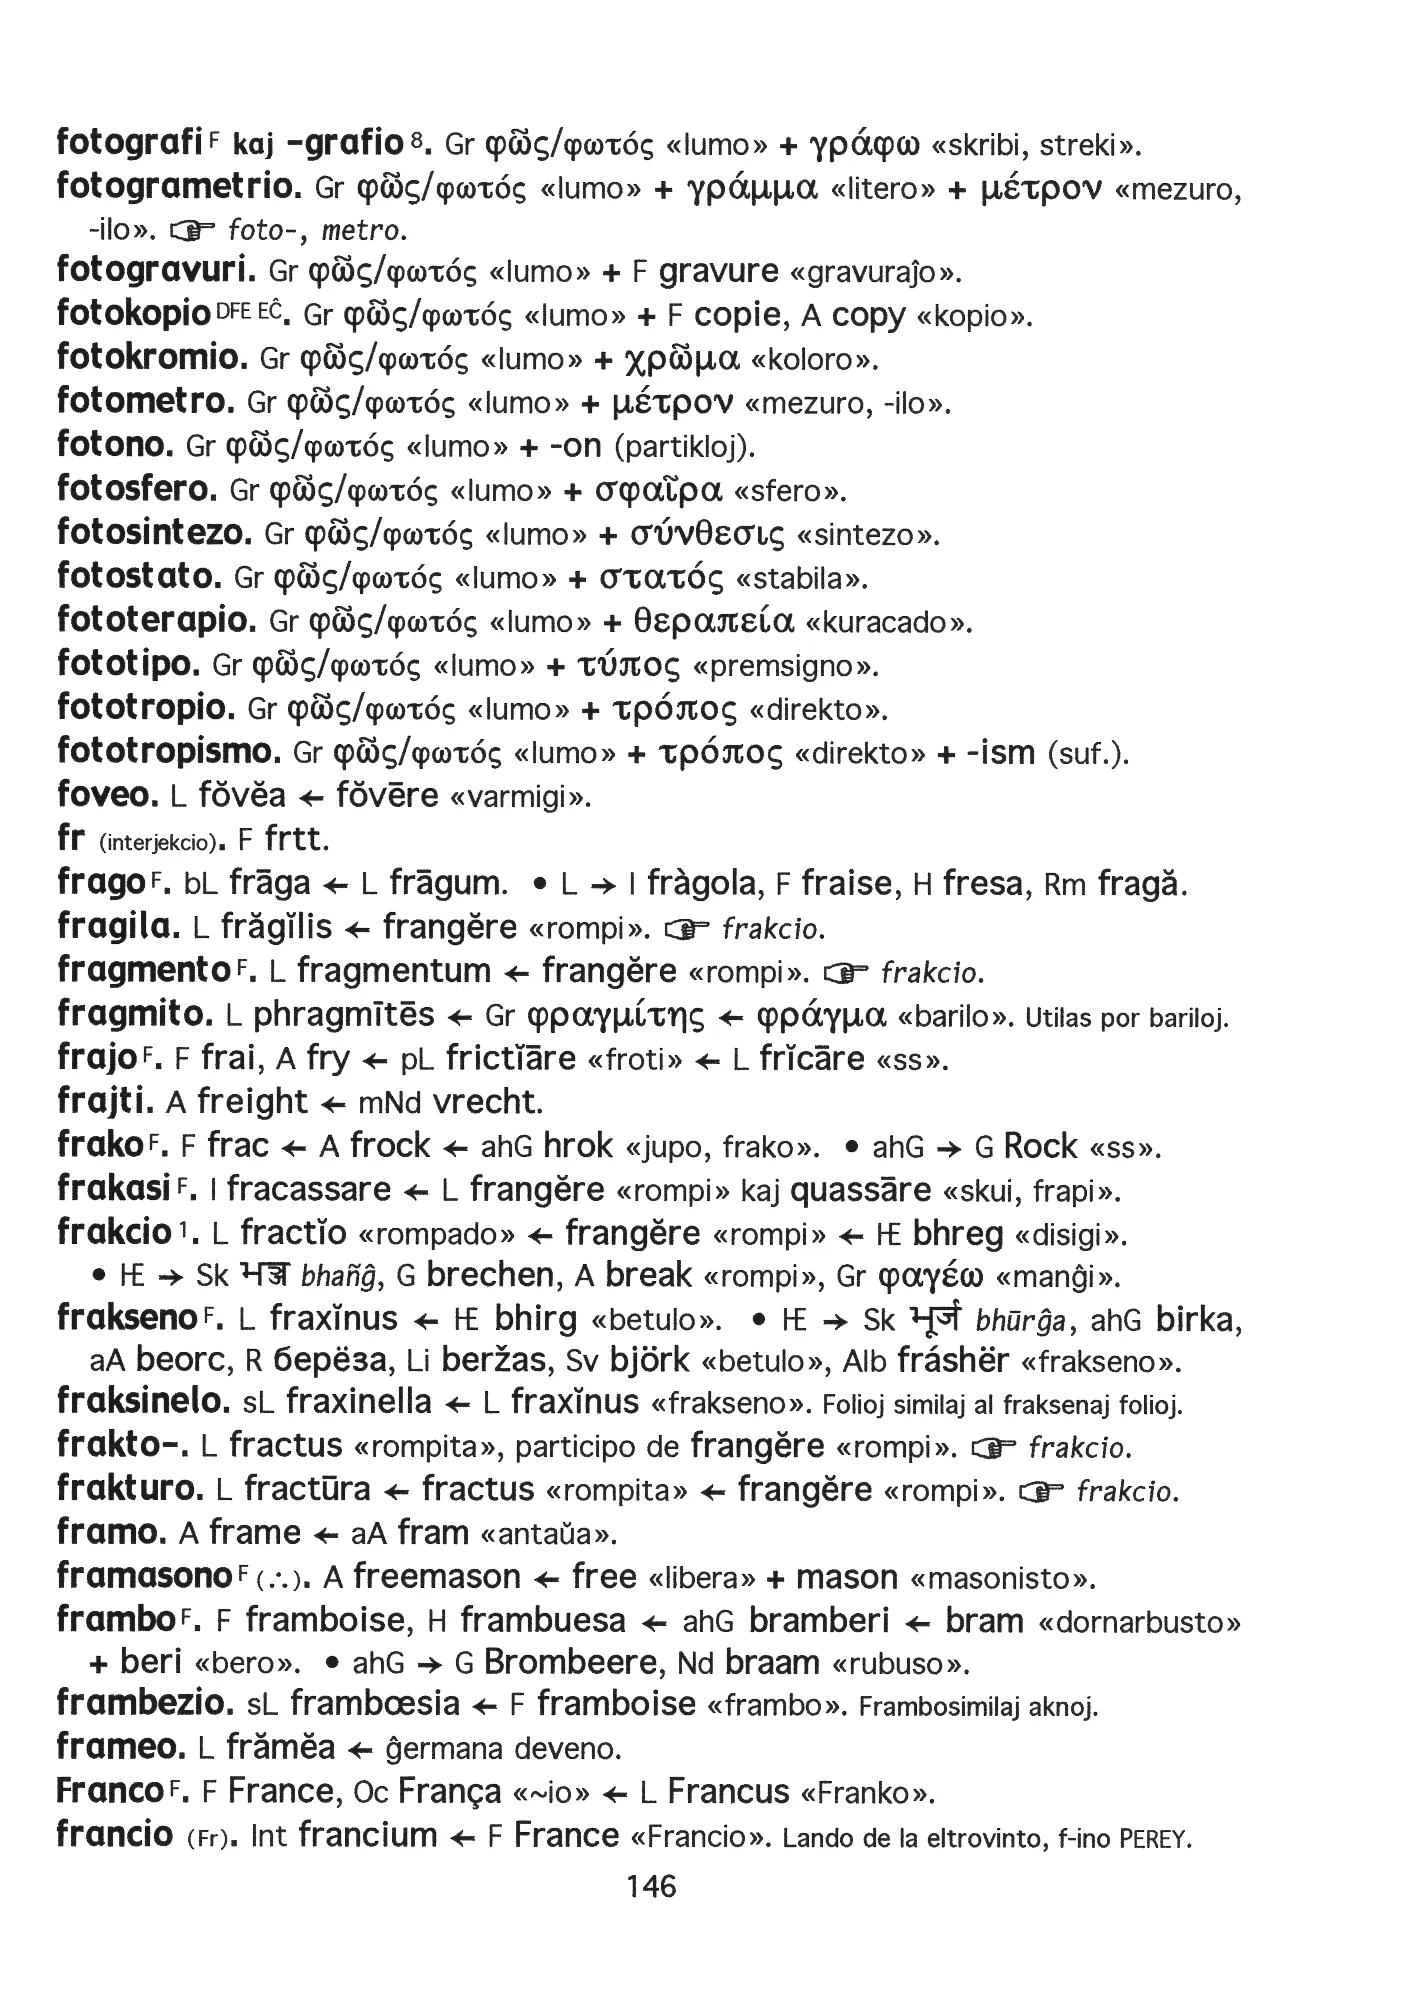 fotografi F kaj -grafio 8. Gr φῶς/φωτός «lumo» + γράφω «skribi, streki».
fotogrametrio. Gr φῶς/φωτός «lumo» + γράμμα «litero» + μέτρον «mezuro,
-ilo». ☞ foto-, metro.
fotogravuri. Gr φῶς/φωτός «lumo» + F gravure «gravuraĵo».
fotokopio DFE EĈ. Gr φῶς/φωτός «lumo» + F copie, A copy «kopio».
fotokromio. Gr φῶς/φωτός «lumo» + χρῶμα «koloro».
fotometro. Gr φῶς/φωτός «lumo» + μέτρον «mezuro, -ilo».
fotono. Gr φῶς/φωτός «lumo» + -on (partikloj).
fotosfero. Gr φῶς/φωτός «lumo» + σφαῖρα «sfero».
fotosintezo. Gr φῶς/φωτός «lumo» + σύνθεσις «sintezo».
fotostato. Gr φῶς/φωτός «lumo» + στατός «stabila».
fototerapio. Gr φῶς/φωτός «lumo» + θεραπεία «kuracado».
fototipo. Gr φῶς/φωτός «lumo» + τύπος «premsigno».
fototropio. Gr φῶς/φωτός «lumo» + τρόπος «direkto».
fototropismo. Gr φῶς/φωτός «lumo» + τρόπος «direkto» + -ism (suf.).
foveo. L fŏvĕa ← fŏvēre «varmigi».
fr (interjekcio). F frtt.
frago F. bL frāga ← L frāgum. • L → I fràgola, F fraise, H fresa, Rm fragă.
fragila. L frăgĭlis ← frangĕre «rompi». ☞ frakcio.
fragmento F. L fragmentum ← frangĕre «rompi». ☞ frakcio.
fragmito. L phragmītēs ← Gr φραγμίτης ← φράγμα «barilo». Utilas por bariloj.
frajo F. F frai, A fry ← pL frictĭāre «froti» ← L frĭcāre «ss».
frajti. A freight ← mNd vrecht.
frako F. F frac ← A frock ← ahG hrok «jupo, frako». • ahG → G Rock «ss».
frakasi F. I fracassare ← L frangĕre «rompi» kaj quassāre «skui, frapi».
frakcio 1. L fractĭo «rompado» ← frangĕre «rompi» ← IE bhreg «disigi».
• IE → Sk भञ्ज bhañĝ, G brechen, A break «rompi», Gr φαγέω «manĝi».
frakseno F. L fraxĭnus ← IE bhirg «betulo». • IE → Sk भूर्ज bhūrĝa, ahG birka,
aA beorc, R берёза, Li beržas, Sv björk «betulo», Alb fráshër «frakseno».
fraksinelo. sL fraxinella ← L fraxĭnus «frakseno». Folioj similaj al fraksenaj folioj.
frakto-. L fractus «rompita», participo de frangĕre «rompi». ☞ frakcio.
frakturo. L fractūra ← fractus «rompita» ← frangĕre «rompi». ☞ frakcio.
framo. A frame ← aA fram «antaŭa».
framasono F (∴). A freemason ← free «libera» + mason «masonisto».
frambo F. F framboise, H frambuesa ← ahG bramberi ← bram «dornarbusto»
+ beri «bero». • ahG → G Brombeere, Nd braam «rubuso».
frambezio. sL frambœsia ← F framboise «frambo». Frambosimilaj aknoj.
frameo. L frămĕa ← ĝermana deveno.
Franco F. F France, Oc França «~io» ← L Francus «Franko».
francio (Fr). Int francium ← F France «Francio». Lando de la eltrovinto, f-ino PEREY.
146